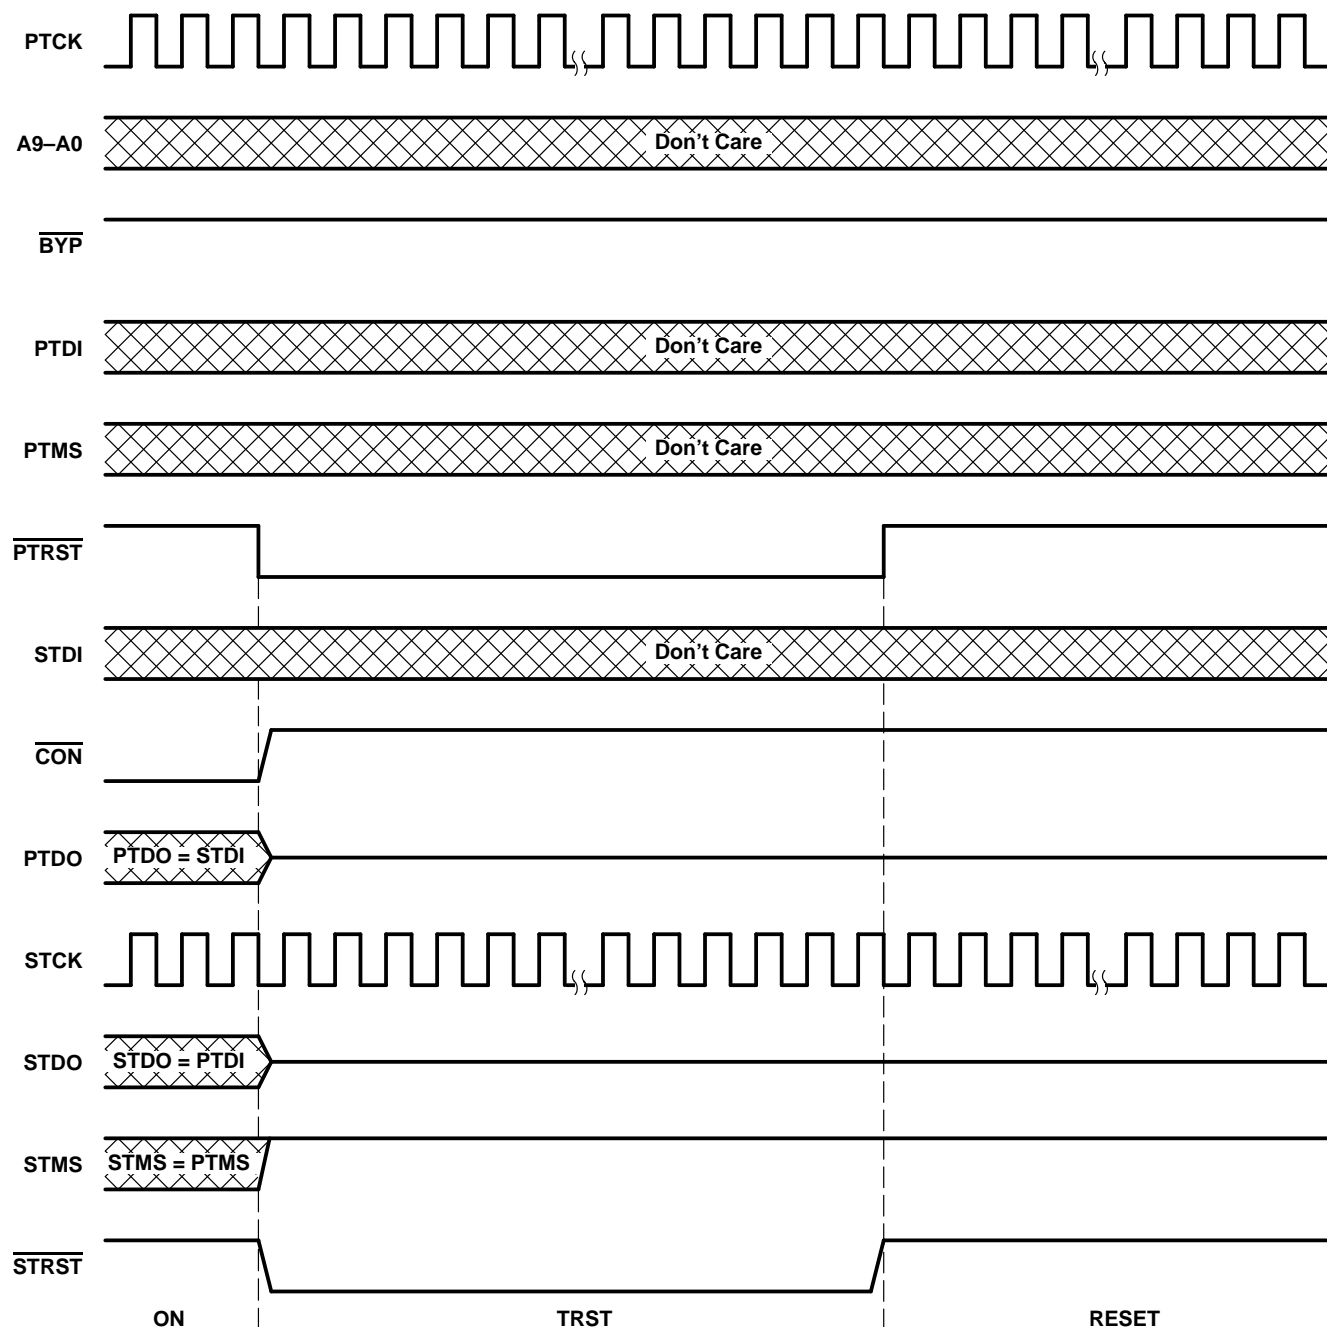 PTCK
A9–A0
Don't Care
BYP
PTDI
Don't Care
PTMS
Don't Care
PTRST
STDI
Don't Care
CON
PTDO
PTDO = STDI
STCK
STDO
STDO = PTDI
STMS
STMS = PTMS
STRST
ON
TRST
RESET